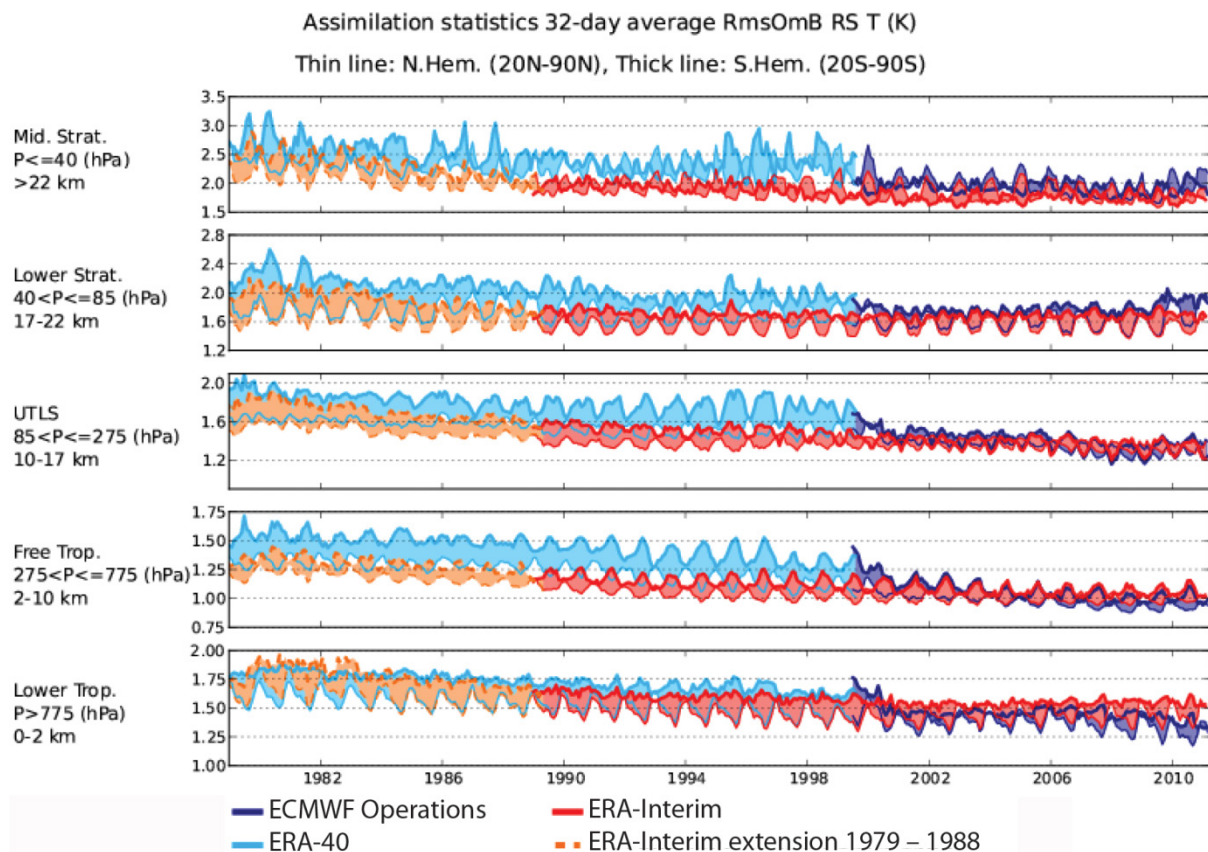 Assimilation statistics 32-day average RmsOmB RS T (K)
Thin line: N.Hem. (20N-90N), Thick line: S.Hem. (20S-90S)
Mid. Strat.
P<=40 (hPa)
>22 km
3.5
3.0
2.5
2.0
1.5
Lower Strat.
40<P<=85 (hPa)
17-22 km
2.8
2.4
2.0
1.6
1.2
UTLS
85<P<=275 (hPa)
10-17 km
2.0
1.6
1.2
Free Trop.
275<P<=775 (hPa)
2-10 km
1.75
1.50
1.25
1.00
0.75
Lower Trop.
P>775 (hPa)
0-2 km
2.00
1.75
1.50
1.25
1.00
1982 1986 1990 1994 1998 2002 2006 2010
ECMWF Operations
ERA-Interim
ERA-40
ERA-Interim extension 1979 – 1988